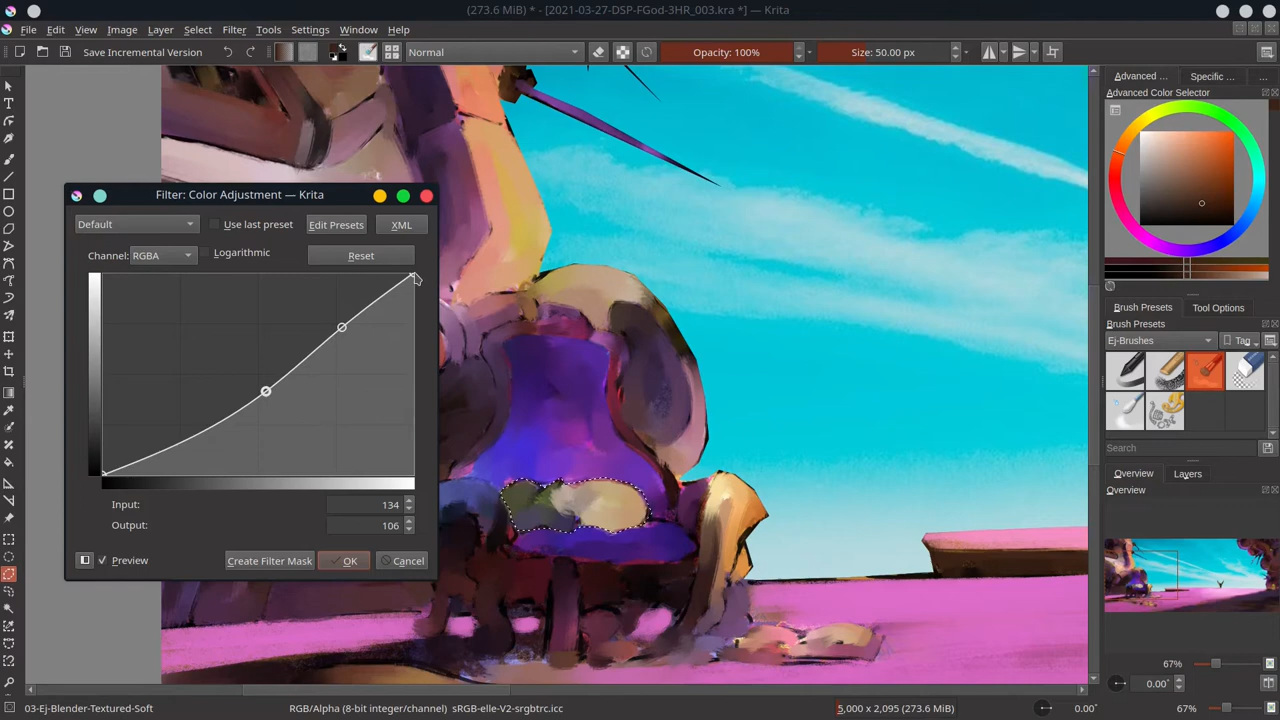 (273.6 MiB) * - [2021-03-27-DSP-FGod-3HR_003.kra *] — Krita
File Edit View Image Layer Select Filter Tools Settings Window Help
Save Incremental Version Normal Opacity: 100% Size: 50.00 px
Advanced ... Specific ... ...
Advanced Color Selector
Filter: Color Adjustment — Krita
Default Use last preset Edit Presets XML
Channel: RGBA Logarithmic Reset
Input: 134
Output: 106
Preview Create Filter Mask OK Cancel
Brush Presets Tool Options
Brush Presets
Ej-Brushes Tag
Search
Overview Layers
Overview
67%
0.00°
03-Ej-Blender-Textured-Soft RGB/Alpha (8-bit integer/channel) sRGB-elle-V2-srgbtrc.icc 5,000 x 2,095 (273.6 MiB) 0.00° 67%